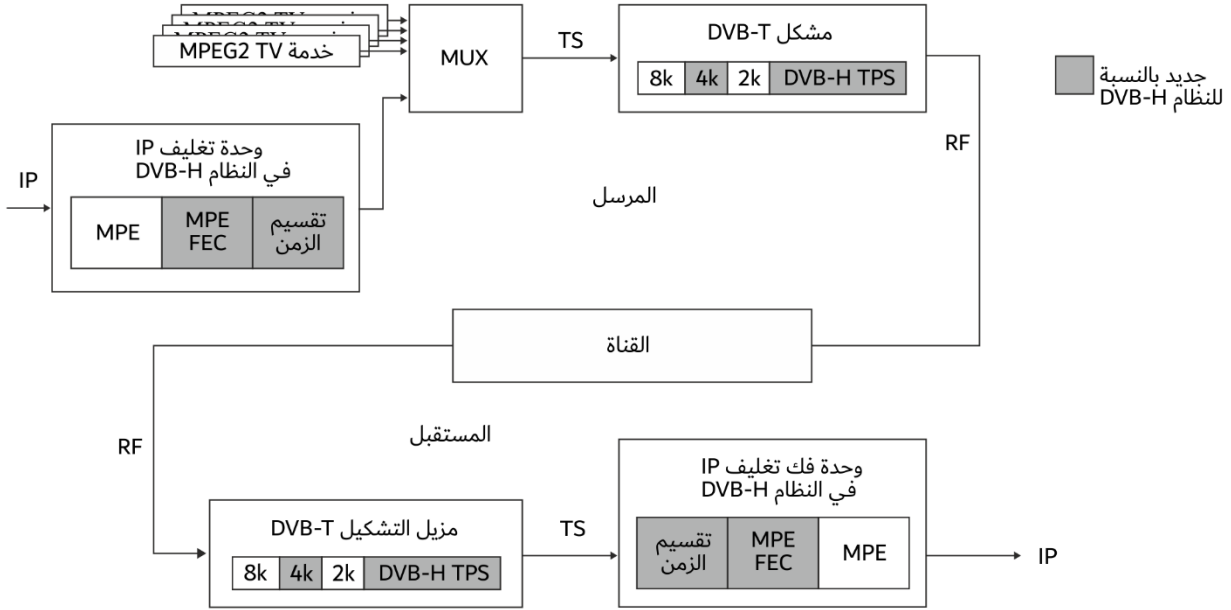 خدمة MPEG2 TV
MUX
TS
مشكل DVB-T
8k
4k
2k
DVB-H TPS
جديد بالنسبة
للنظام DVB-H
RF
IP
وحدة تغليف IP
في النظام DVB-H
MPE
MPE
FEC
تقسيم
الزمن
المرسل
القناة
المستقبل
RF
مزيل التشكيل DVB-T
8k
4k
2k
DVB-H TPS
TS
وحدة فك تغليف IP
في النظام DVB-H
تقسيم
الزمن
MPE
FEC
MPE
IP